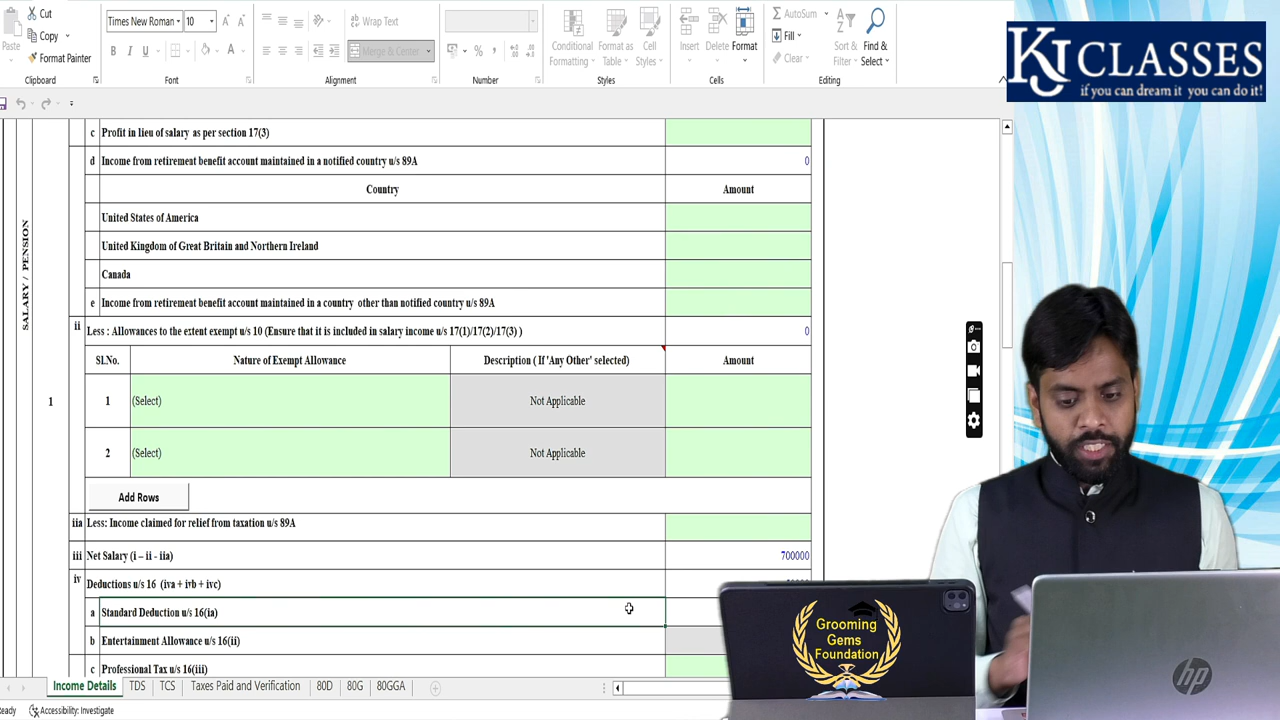 Cut
Copy
Format Painter
Paste
Clipboard
Times New Roman
10
A A
B I U
A
Font
Wrap Text
Merge & Center
Alignment
%
Number
Conditional Formatting
Format as Table
Cell Styles
Styles
Insert
Delete
Format
Cells
AutoSum
Fill
Clear
Sort & Filter
Find & Select
Editing
KJ CLASSES
if you can dream it you can do it!
SALARY / PENSION
c Profit in lieu of salary as per section 17(3)
d Income from retirement benefit account maintained in a notified country u/s 89A 0
Country Amount
United States of America
United Kingdom of Great Britain and Northern Ireland
Canada
e Income from retirement benefit account maintained in a country other than notified country u/s 89A
ii Less : Allowances to the extent exempt u/s 10 (Ensure that it is included in salary income u/s 17(1)/17(2)/17(3) ) 0
Sl.No. Nature of Exempt Allowance Description ( If 'Any Other' selected) Amount
1
1 (Select) Not Applicable
2 (Select) Not Applicable
Add Rows
iia Less: Income claimed for relief from taxation u/s 89A
iii Net Salary (i – ii - iia) 700000
iv Deductions u/s 16 (iva + ivb + ivc)
a Standard Deduction u/s 16(ia)
b Entertainment Allowance u/s 16(ii)
c Professional Tax u/s 16(iii)
Income Details TDS TCS Taxes Paid and Verification 80D 80G 80GGA
Accessibility: Investigate
Grooming
Gems
Foundation
hp